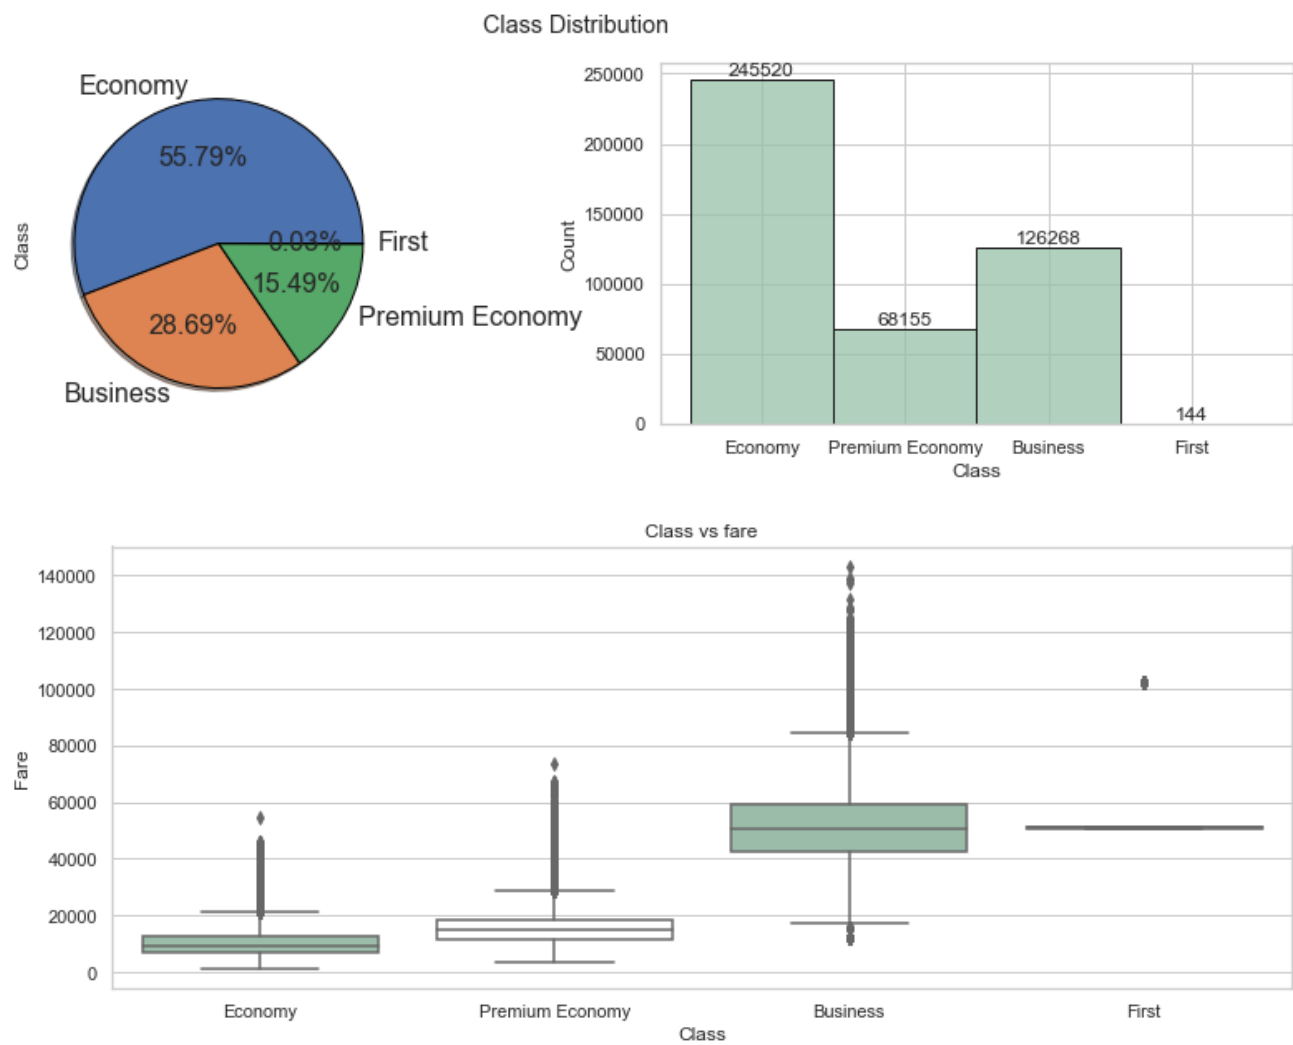 Class Distribution
Economy
55.79%
0.03%
First
15.49%
Premium Economy
28.69%
Business
Class
250000
200000
150000
100000
50000
0
Count
245520
68155
126268
144
Economy Premium Economy Business First
Class
Class vs fare
140000
120000
100000
80000
60000
40000
20000
0
Fare
Economy Premium Economy Business First
Class